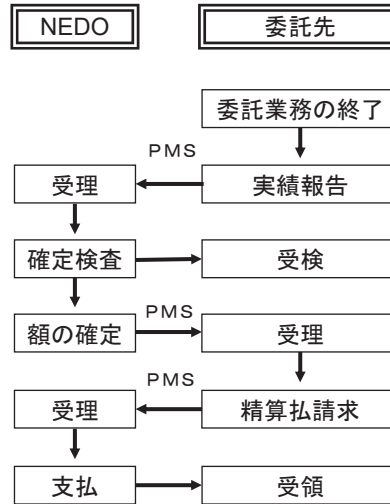 NEDO 委託先
委託業務の終了
PMS
受理 実績報告
確定検査 受検
PMS
額の確定 受理
PMS
受理 精算払請求
支払 受領